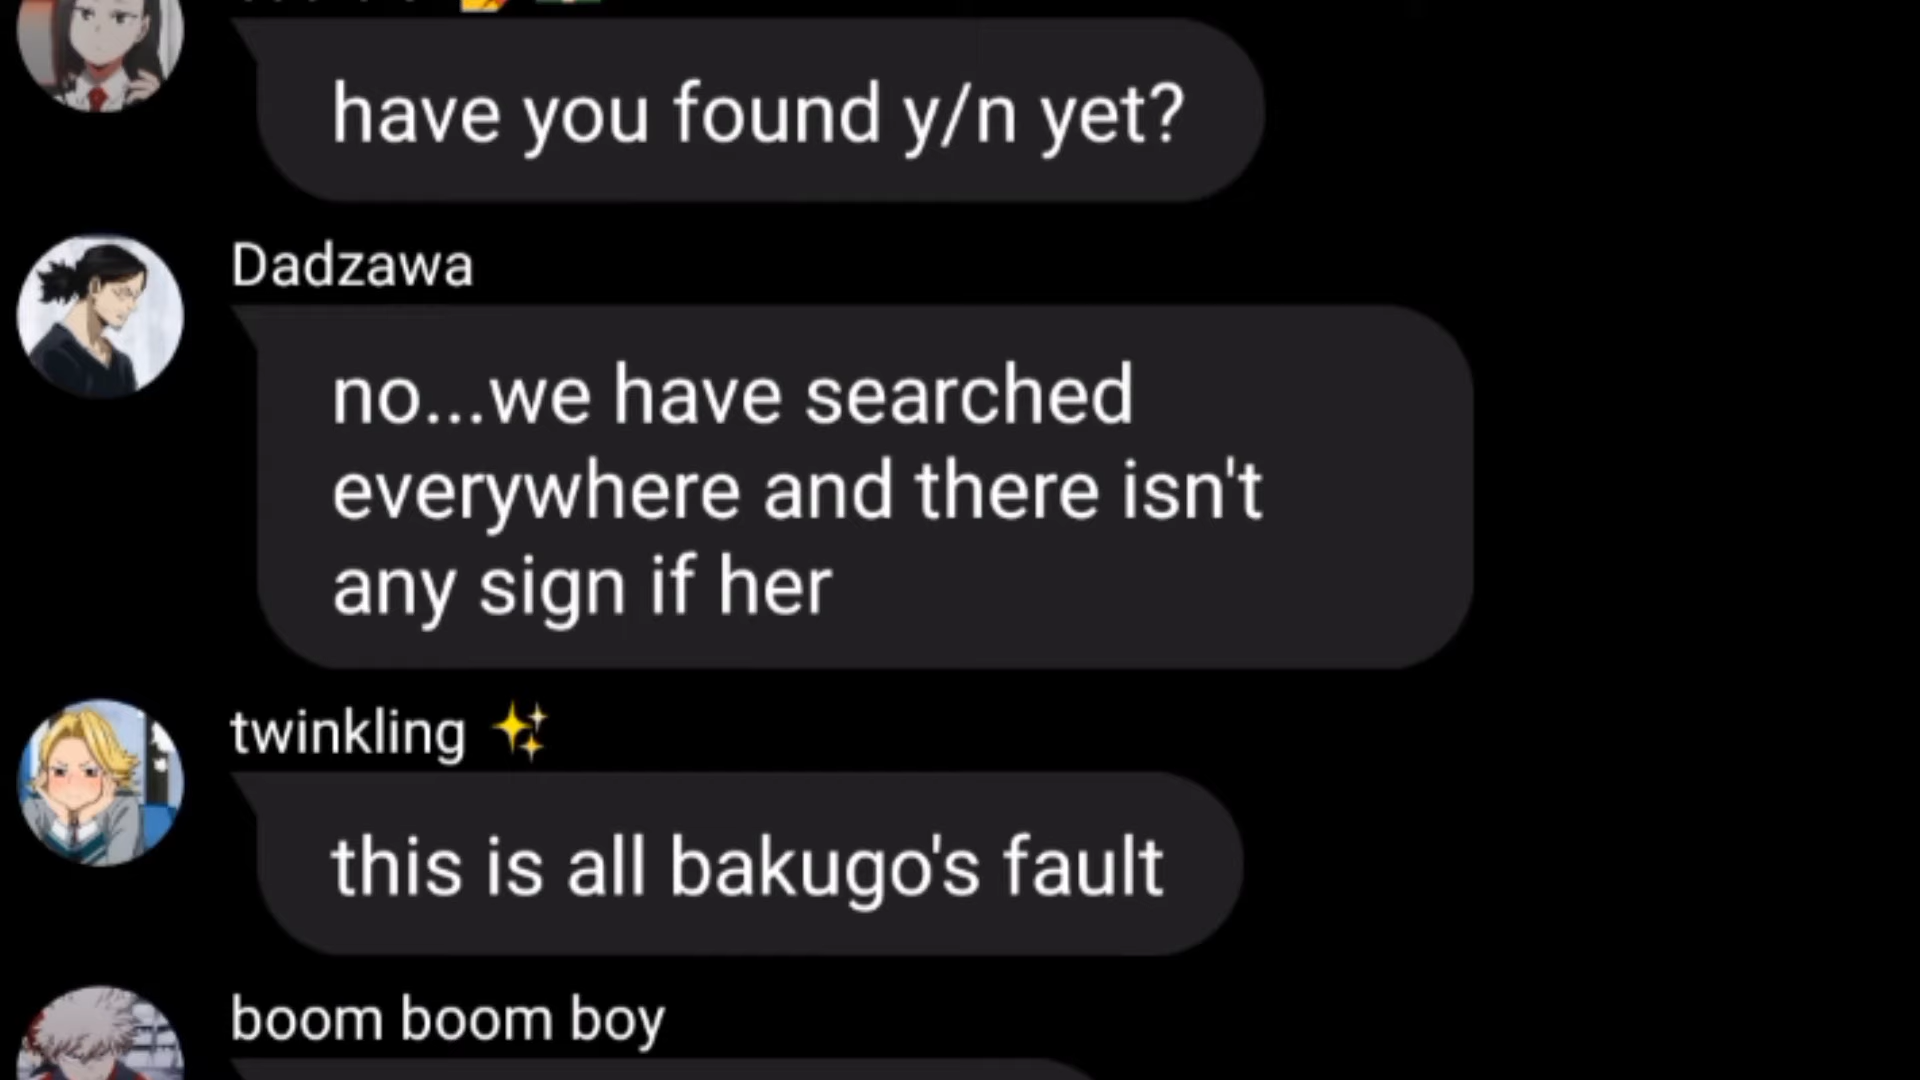 have you found y/n yet?
Dadzawa
no...we have searched
everywhere and there isn't
any sign if her
twinkling ✨
this is all bakugo's fault
boom boom boy